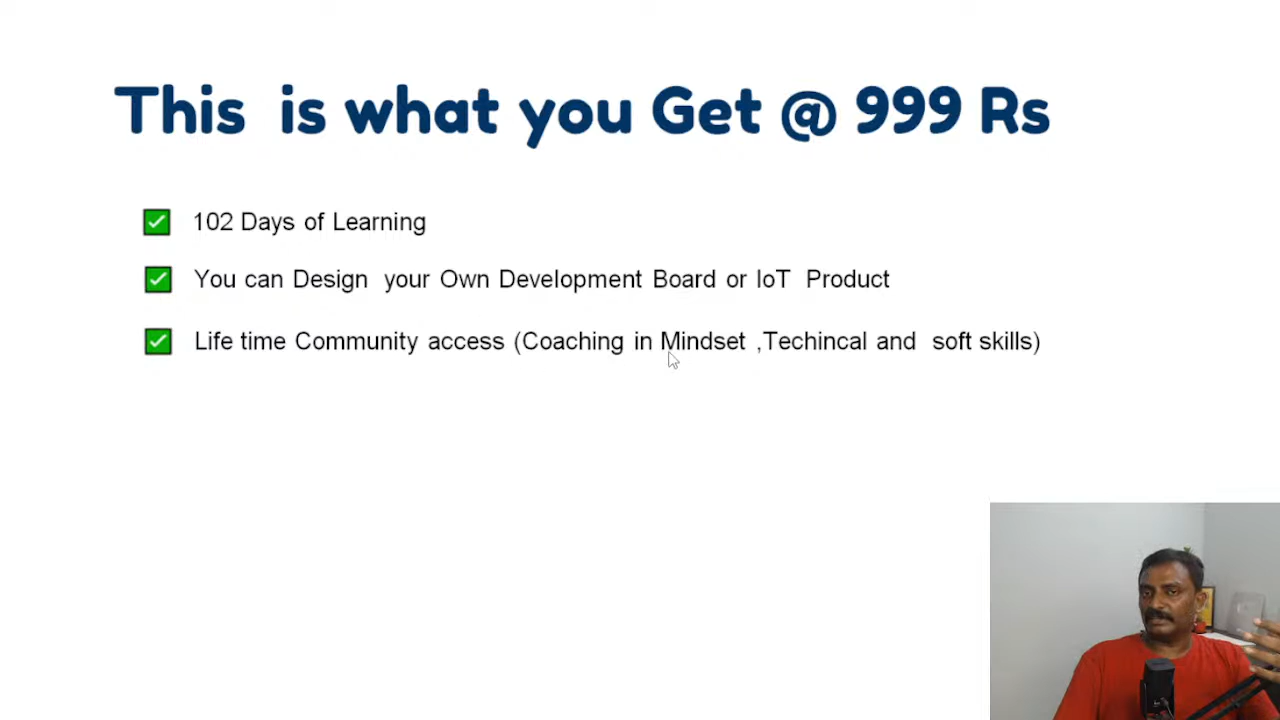 This is what you Get @ 999 Rs
102 Days of Learning
You can Design your Own Development Board or IoT Product
Life time Community access (Coaching in Mindset ,Techincal and soft skills)